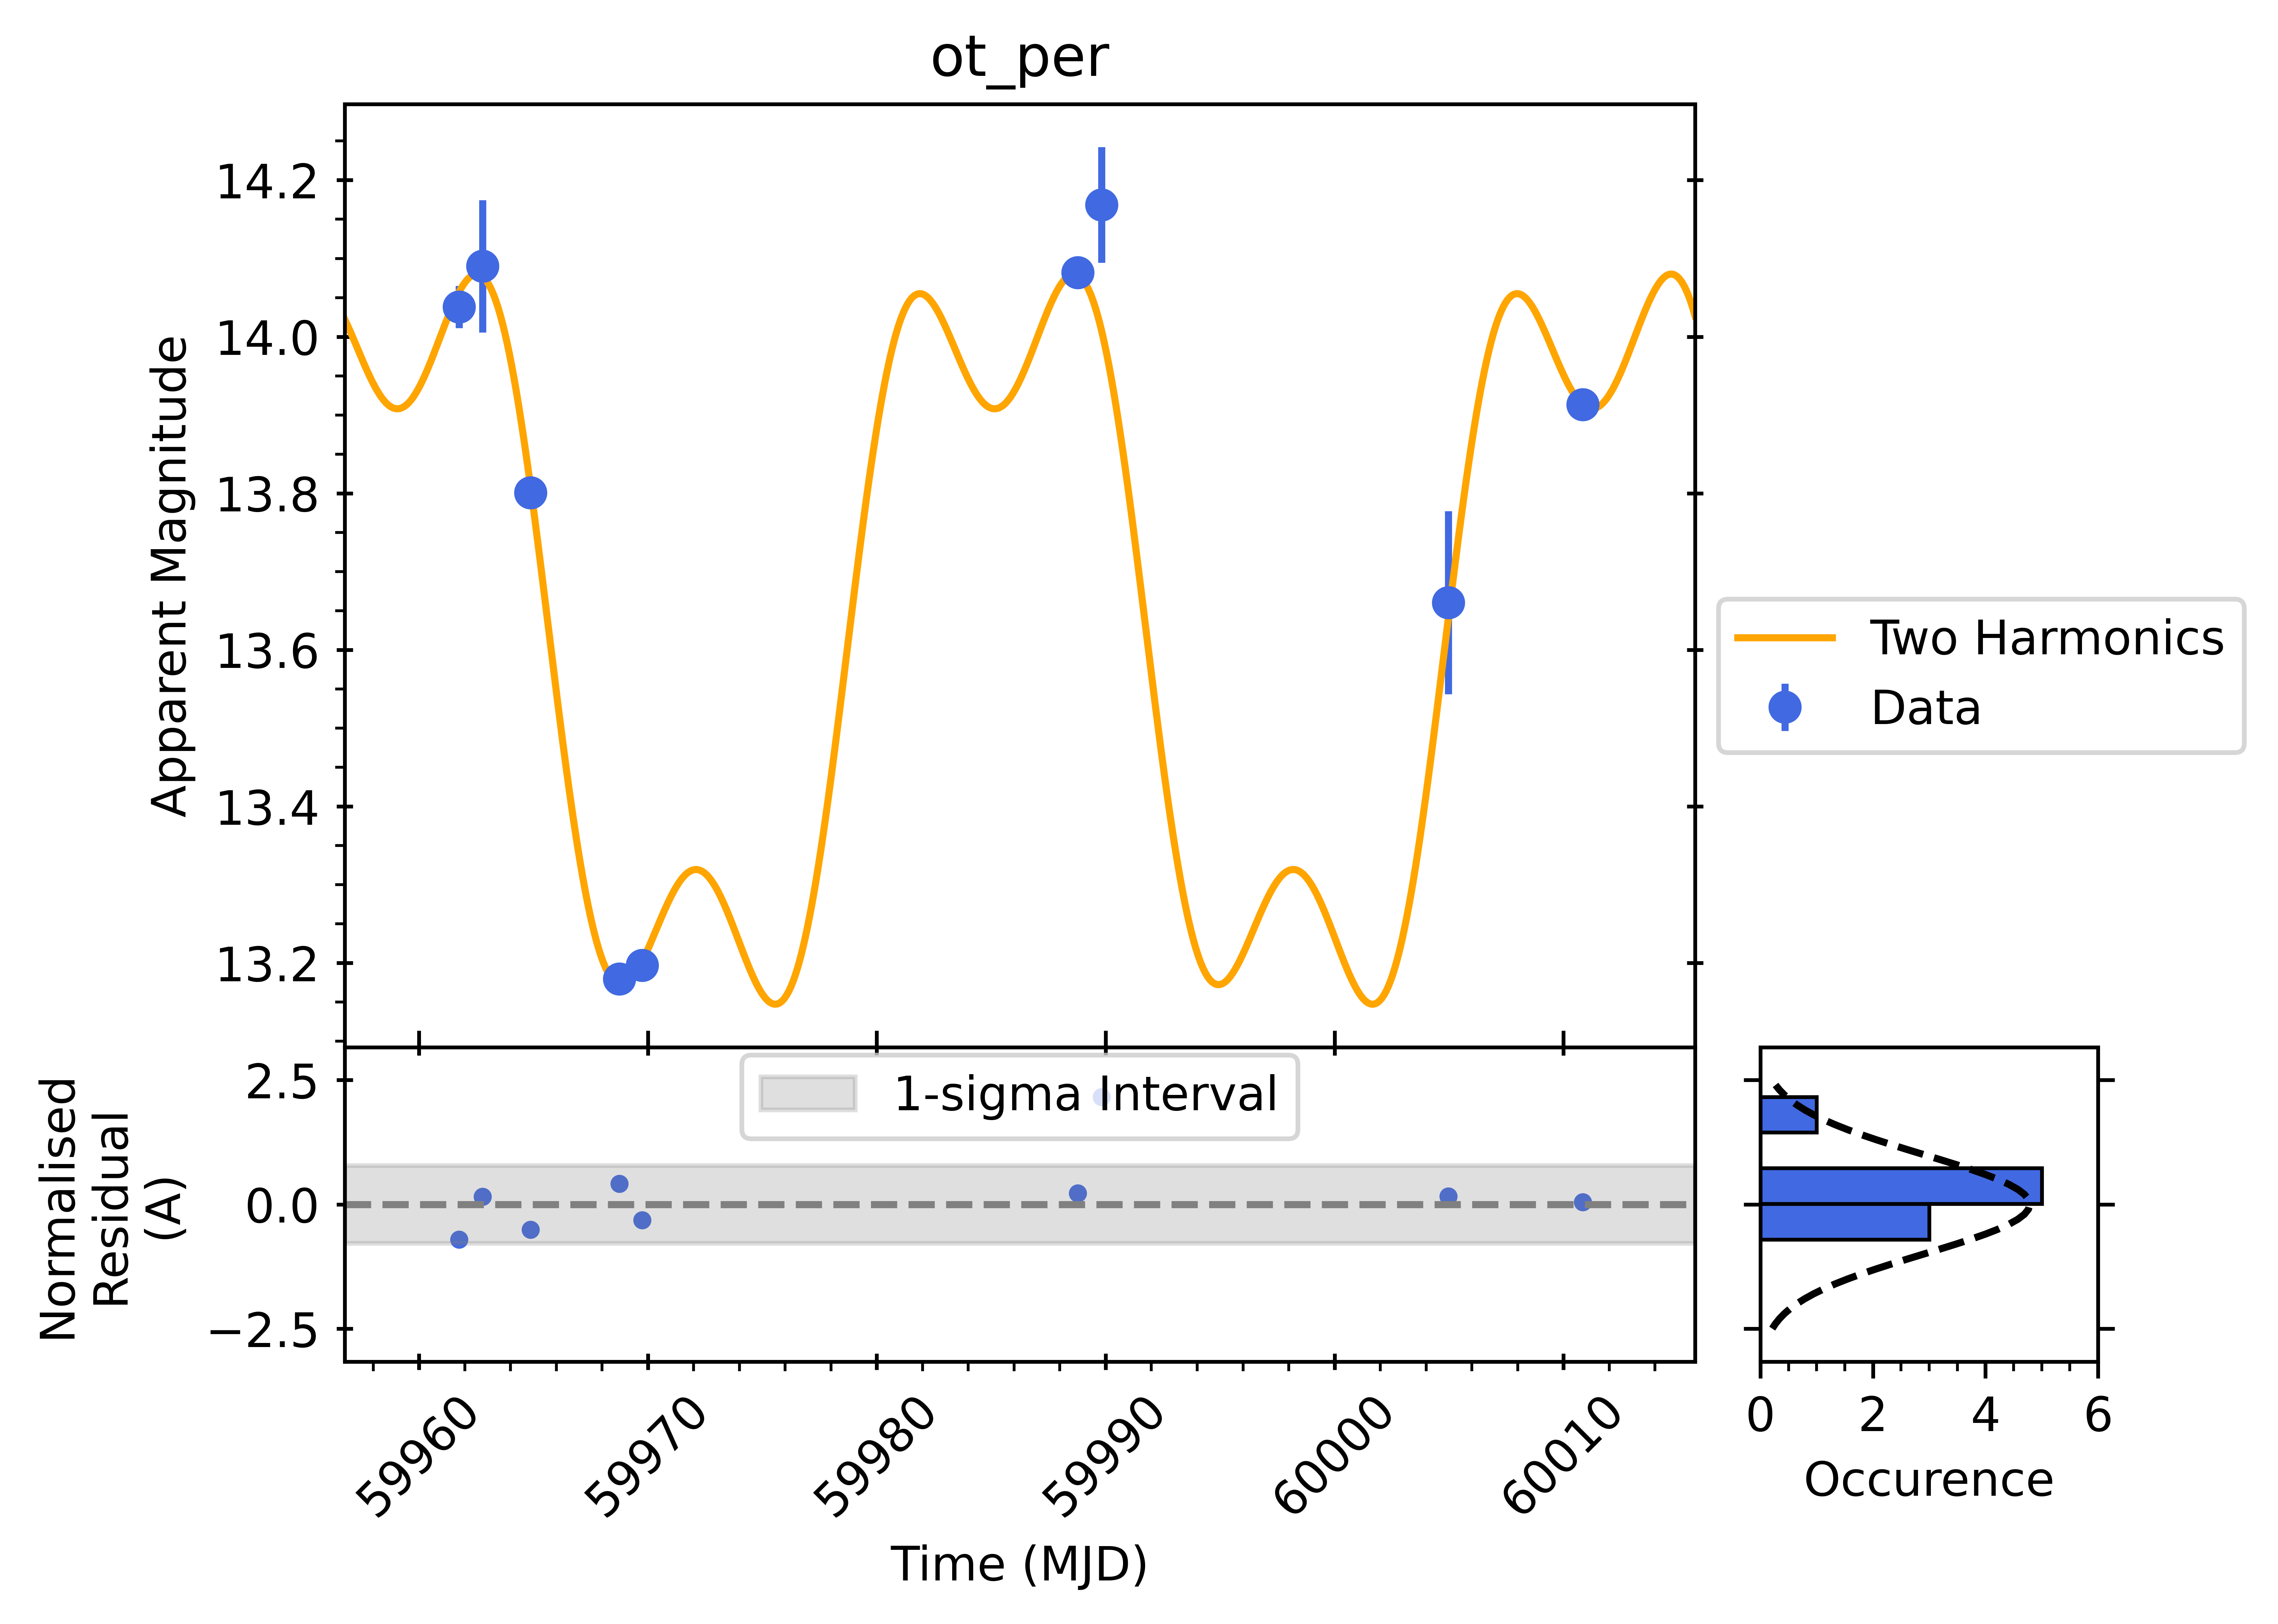 ot_per
14.2
14.0
13.8
13.6
13.4
13.2
Apparent Magnitude
Two Harmonics
Data
2.5
0.0
−2.5
Normalised
Residual
(A)
1-sigma Interval
59960
59970
59980
59990
60000
60010
Time (MJD)
0 2 4 6
Occurence